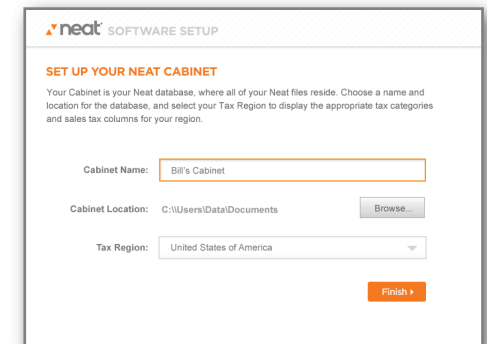 neat SOFTWARE SETUP
SET UP YOUR NEAT CABINET
Your Cabinet is your Neat database, where all of your Neat files reside. Choose a name and
location for the database, and select your Tax Region to display the appropriate tax categories
and sales tax columns for your region.
Cabinet Name: Bill's Cabinet
Cabinet Location: C:\\Users\Data\Documents Browse...
Tax Region: United States of America
Finish